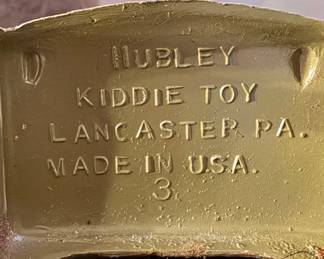 HUBLEY
KIDDIE TOY
LANCASTER PA.
MADE IN U.S.A.
3